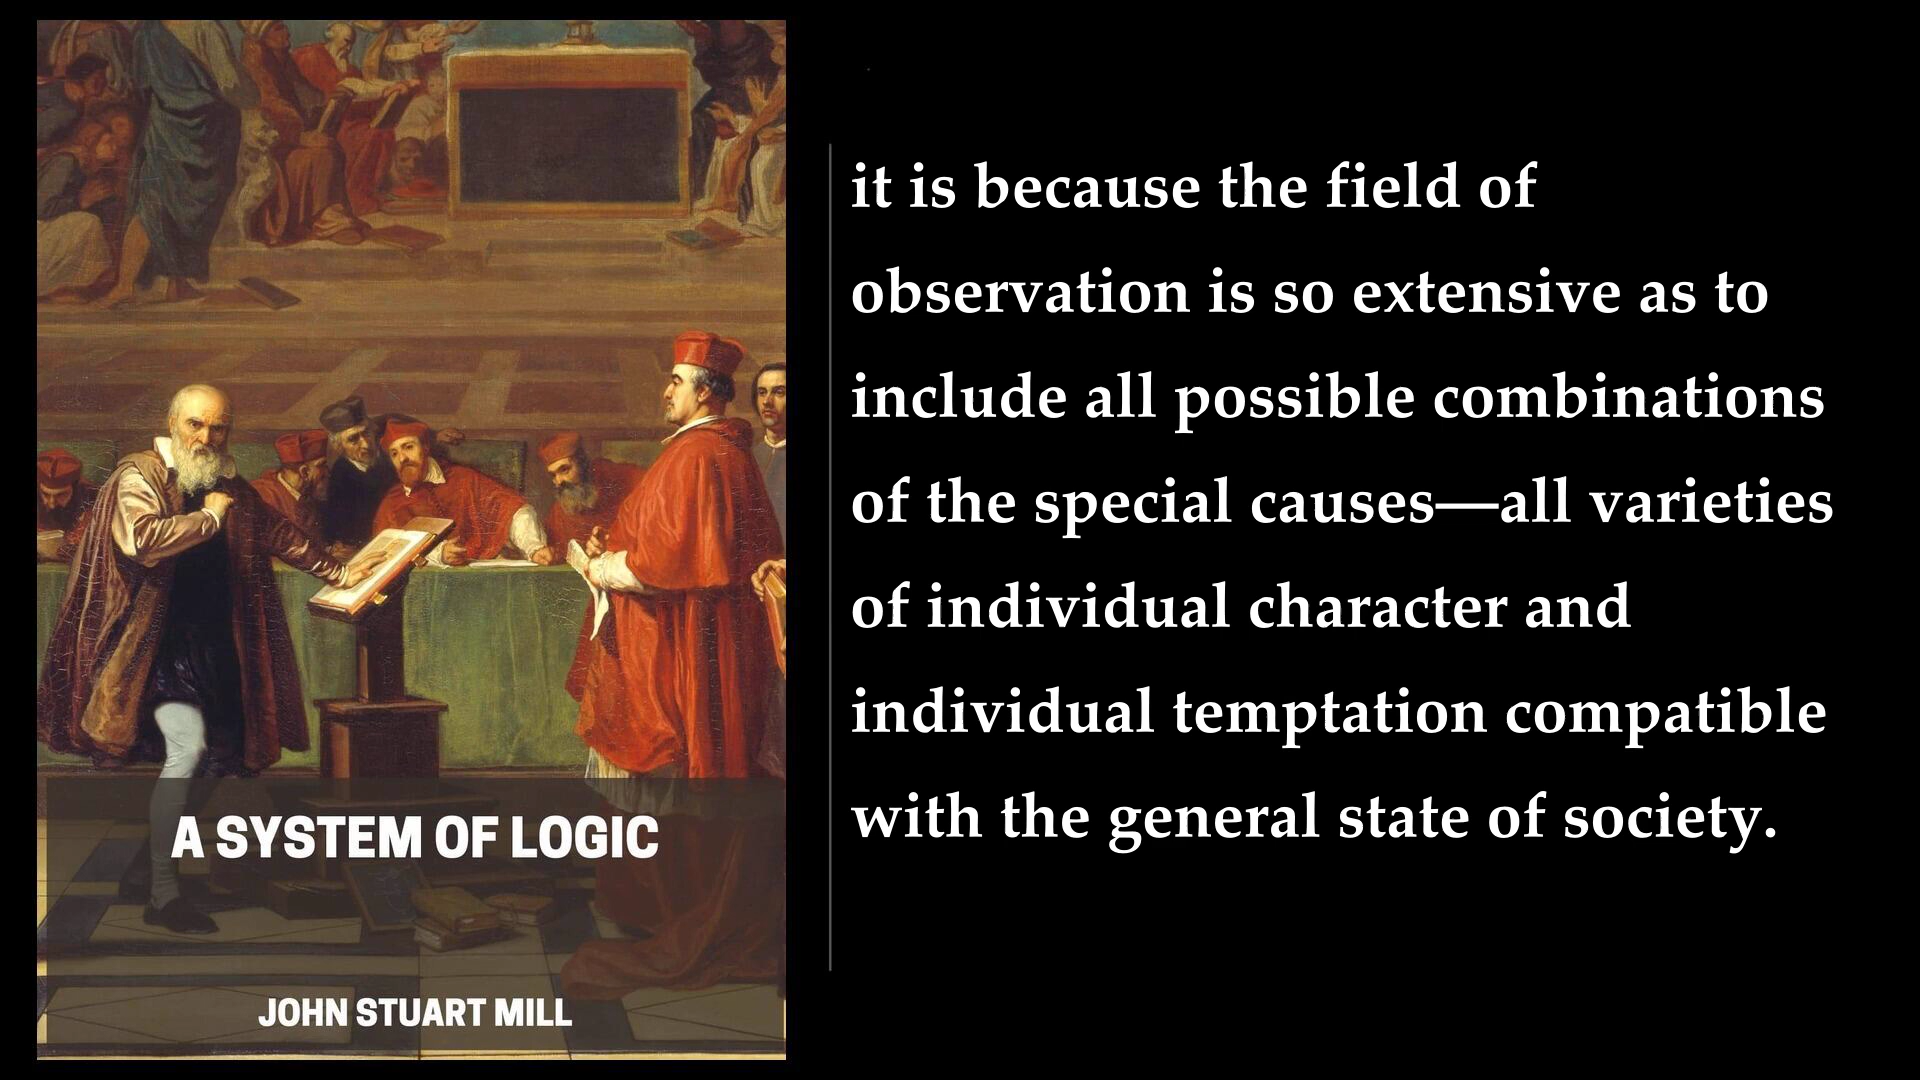 A SYSTEM OF LOGIC
JOHN STUART MILL
it is because the field of
observation is so extensive as to
include all possible combinations
of the special causes—all varieties
of individual character and
individual temptation compatible
with the general state of society.